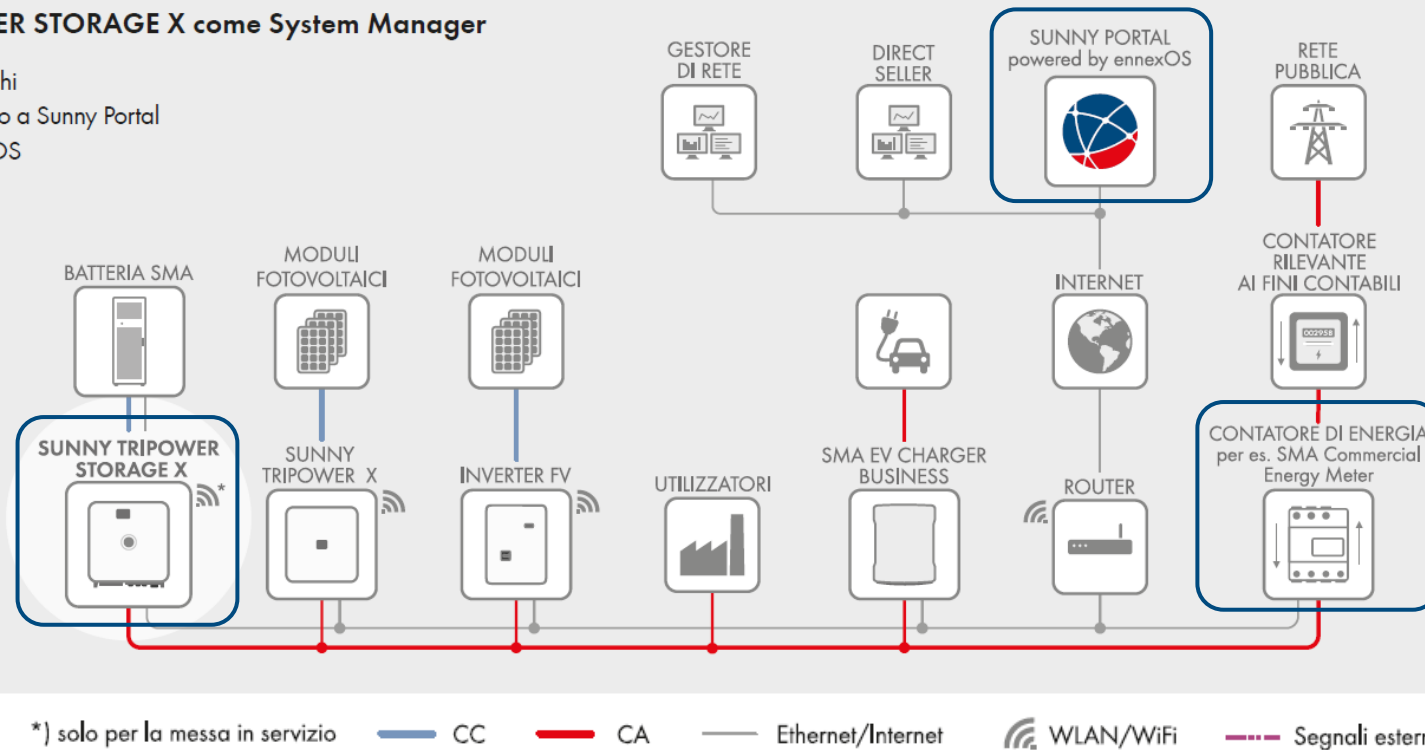 ER STORAGE X come System Manager
hi
o a Sunny Portal
OS
GESTORE
DI RETE
DIRECT
SELLER
SUNNY PORTAL
powered by ennexOS
RETE
PUBBLICA
BATTERIA SMA
MODULI
FOTOVOLTAICI
MODULI
FOTOVOLTAICI
INTERNET
CONTATORE
RILEVANTE
AI FINI CONTABILI
002958
SUNNY TRIPOWER
STORAGE X
*
SUNNY
TRIPOWER X
INVERTER FV
UTILIZZATORI
SMA EV CHARGER
BUSINESS
ROUTER
CONTATORE DI ENERGIA
per es. SMA Commercial
Energy Meter
*) solo per la messa in servizio
CC
CA
Ethernet/Internet
WLAN/WiFi
Segnali estern